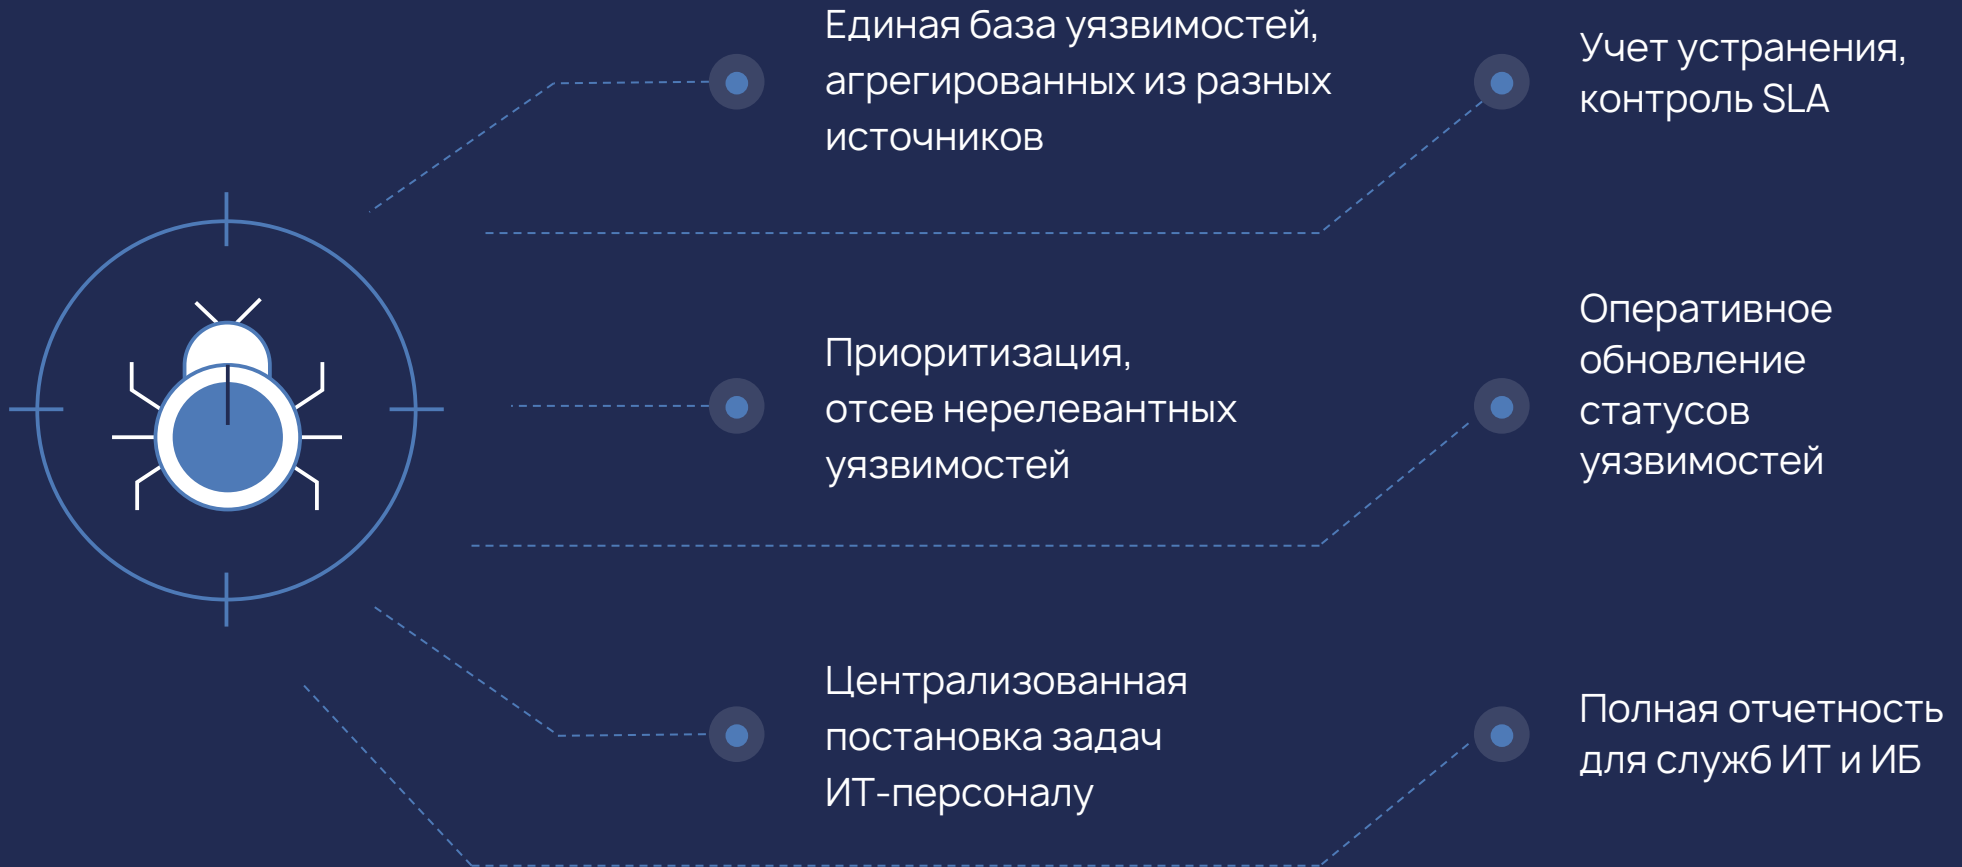 Единая база уязвимостей,
агрегированных из разных
источников
Учет устранения,
контроль SLA
Приоритизация,
отсев нерелевантных
уязвимостей
Оперативное
обновление
статусов
уязвимостей
Централизованная
постановка задач
ИТ-персоналу
Полная отчетность
для служб ИТ и ИБ